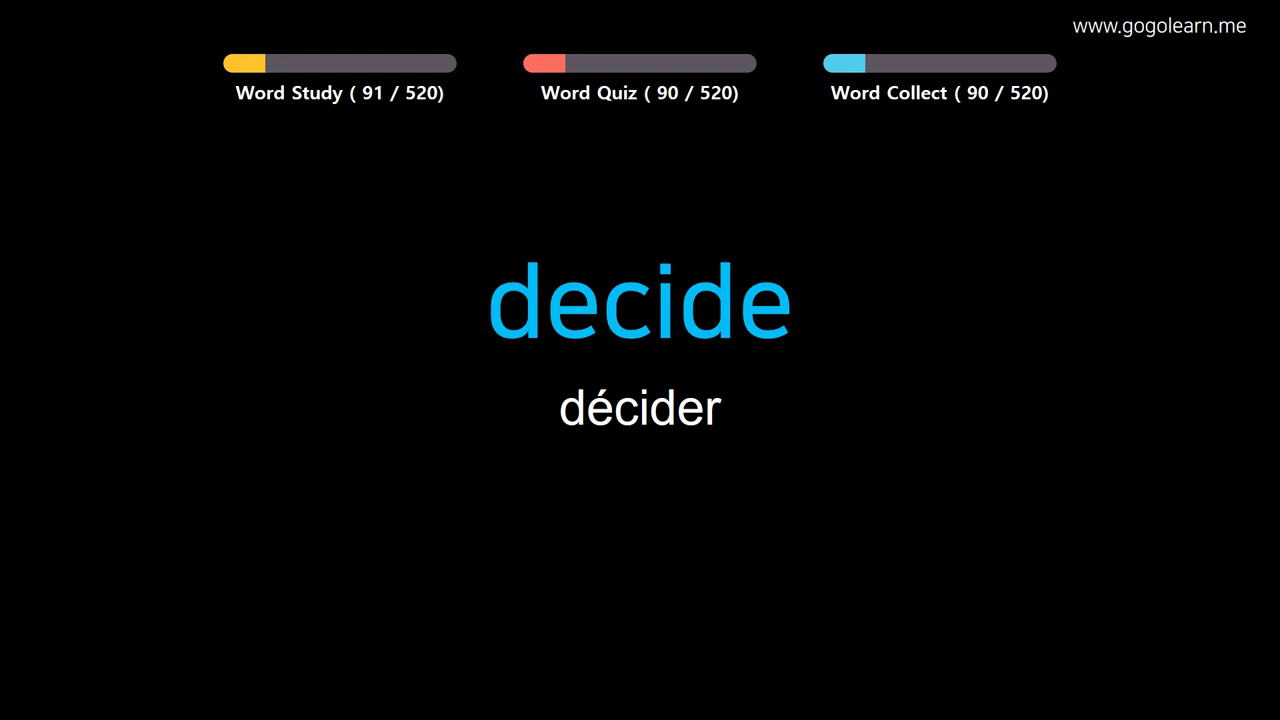 www.gogolearn.me
Word Study ( 91 / 520)
Word Quiz ( 90 / 520)
Word Collect ( 90 / 520)
decide
décider